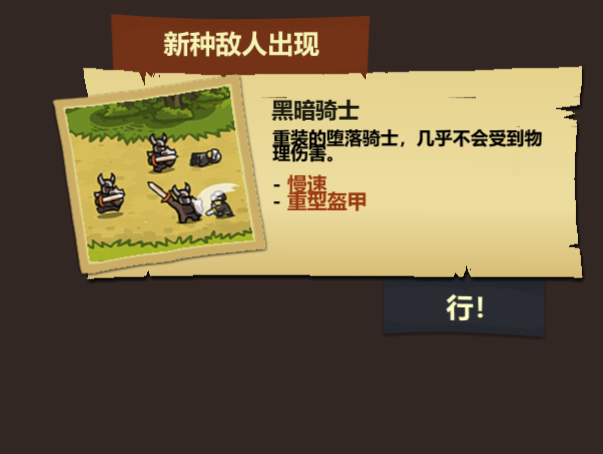 新种敌人出现
黑暗骑士
重装的堕落骑士，几乎不会受到物
理伤害。
- 慢速
- 重型盔甲
行！